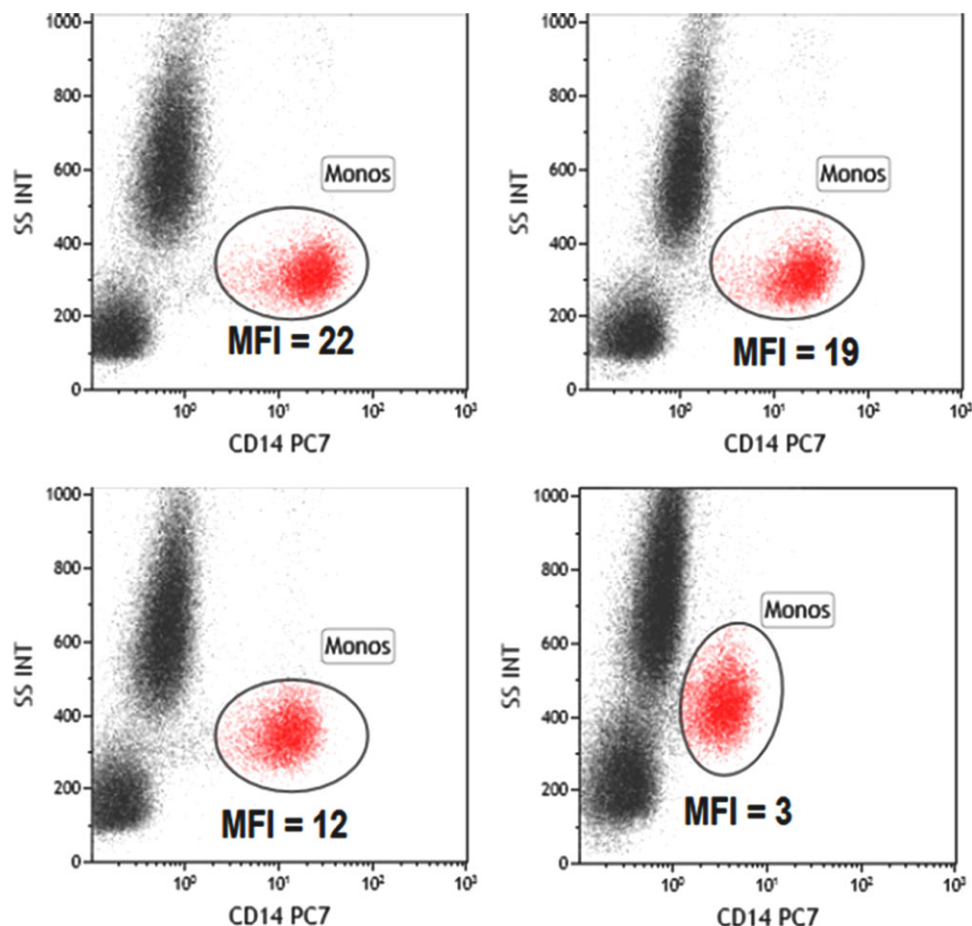 1000
800
600
400
200
0
SS INT
Monos
MFI = 22
10⁰ 10¹ 10² 10³
CD14 PC7
1000
800
600
400
200
0
SS INT
Monos
MFI = 19
10⁰ 10¹ 10² 10³
CD14 PC7
1000
800
600
400
200
0
SS INT
Monos
MFI = 12
10⁰ 10¹ 10² 10³
CD14 PC7
1000
800
600
400
200
0
SS INT
Monos
MFI = 3
10⁰ 10¹ 10² 10³
CD14 PC7